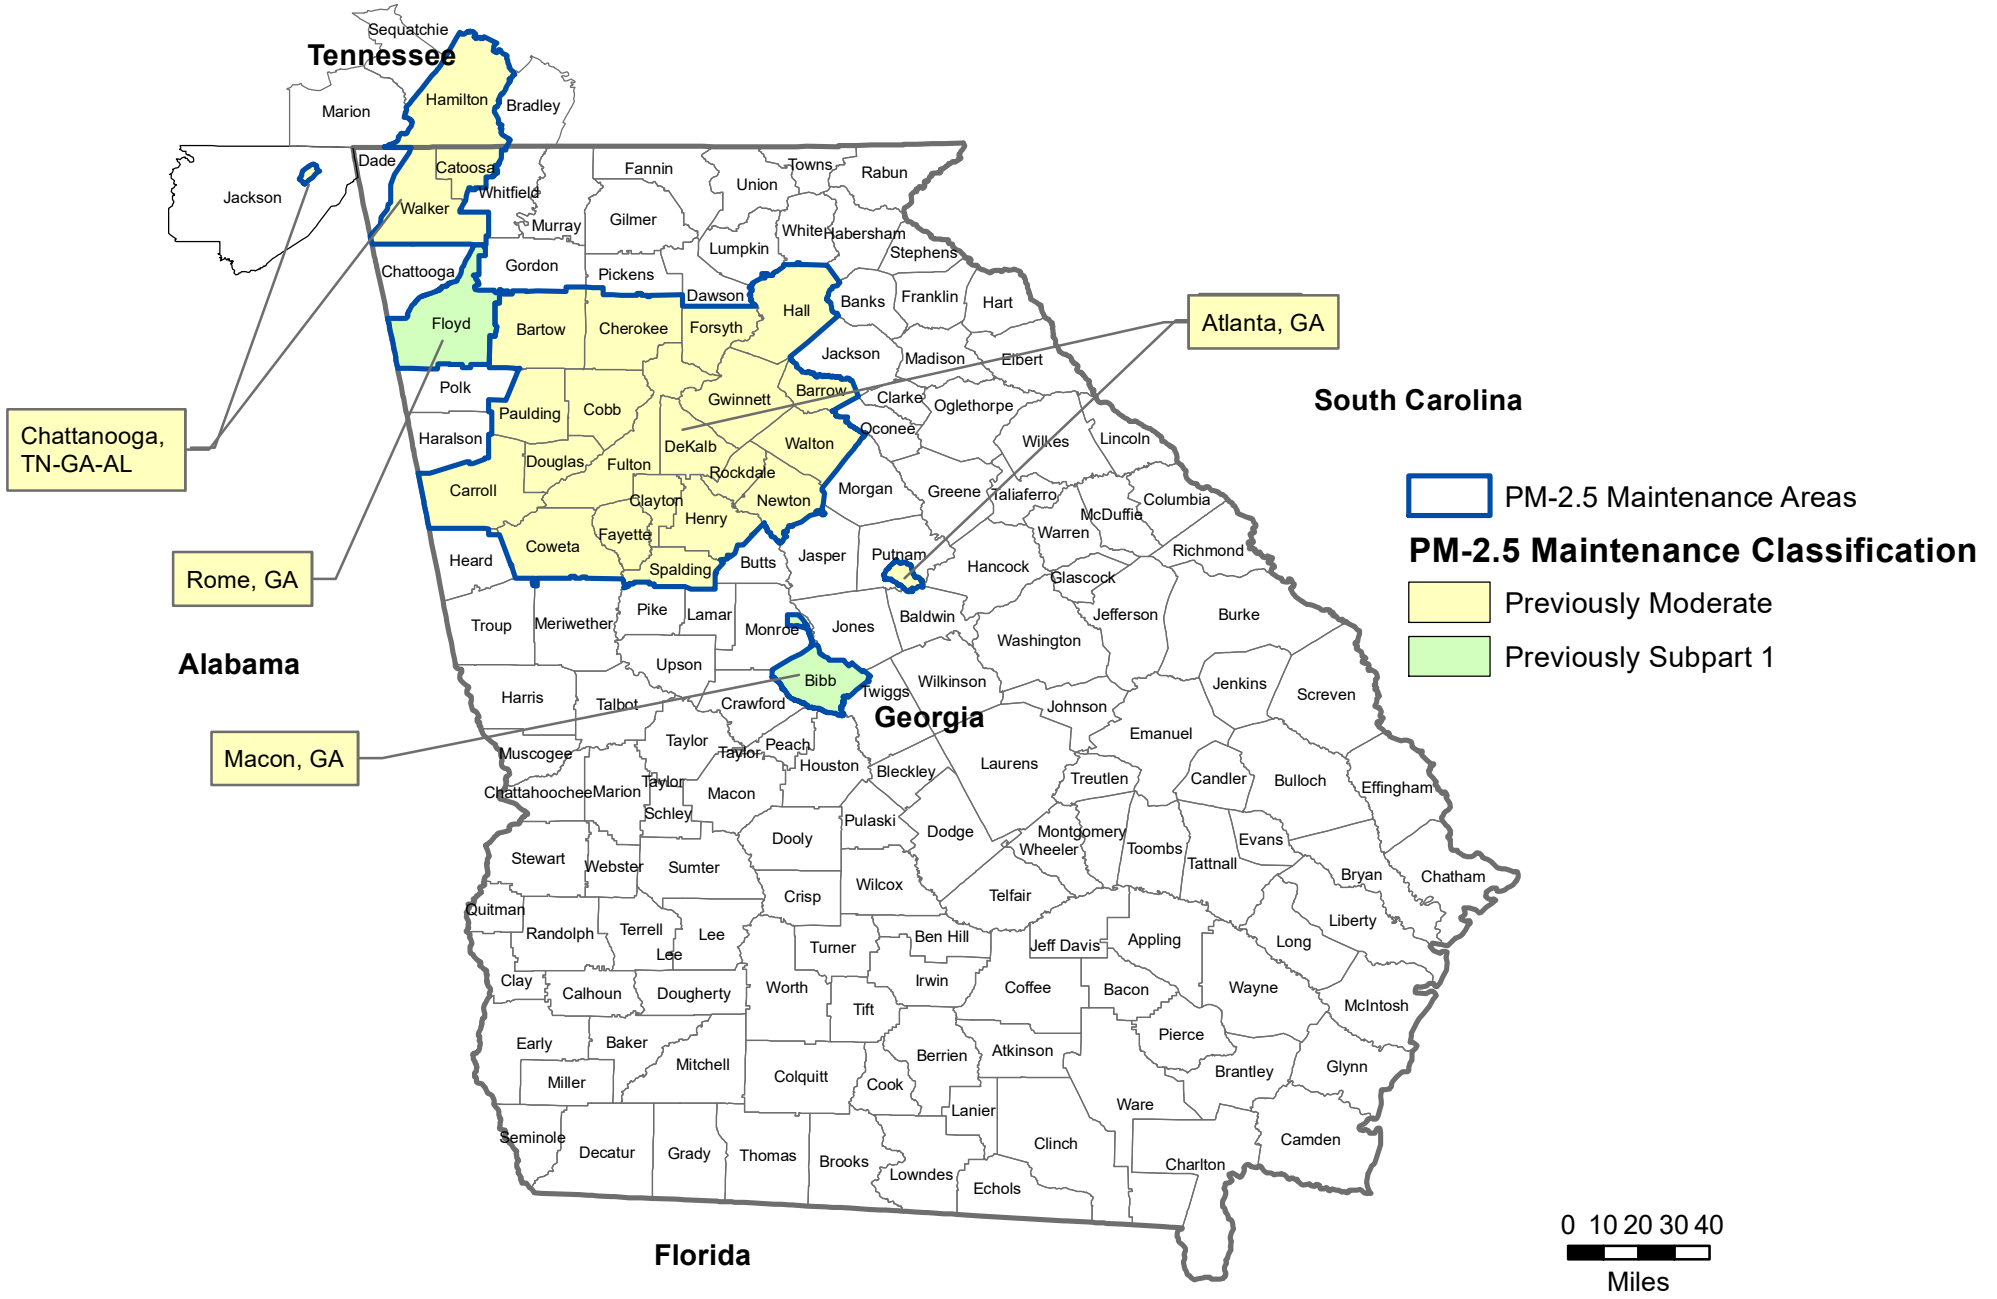 Sequatchie
Tennessee
Hamilton
Marion
Bradley
Dade
Catoosa
Fannin
Towns
Rabun
Union
Jackson
Whitfield
Walker
Murray
Gilmer
White
Habersham
Lumpkin
Stephens
Chattooga
Gordon
Pickens
Dawson
Hall
Banks
Franklin
Hart
Floyd
Bartow
Cherokee
Forsyth
Atlanta, GA
Jackson
Madison
Elbert
Polk
Gwinnett
Barrow
Clarke
Oglethorpe
South Carolina
Paulding
Cobb
Oconee
Chattanooga,
TN-GA-AL
Haralson
DeKalb
Walton
Wilkes
Lincoln
Douglas
Fulton
Rockdale
Carroll
Clayton
Newton
Morgan
Greene
Taliaferro
Columbia
PM-2.5 Maintenance Areas
Henry
McDuffie
Fayette
Warren
Coweta
PM-2.5 Maintenance Classification
Heard
Spalding
Butts
Jasper
Putnam
Hancock
Richmond
Rome, GA
Glascock
Previously Moderate
Troup
Meriwether
Pike
Lamar
Monroe
Jones
Baldwin
Jefferson
Burke
Washington
Alabama
Upson
Previously Subpart 1
Bibb
Wilkinson
Twiggs
Jenkins
Screven
Harris
Talbot
Crawford
Georgia
Johnson
Emanuel
Muscogee
Taylor
Taylor
Peach
Macon, GA
Houston
Bleckley
Laurens
Treutlen
Candler
Bulloch
Effingham
Chattahoochee
Marion
Taylor
Macon
Schley
Dooly
Pulaski
Dodge
Montgomery
Wheeler
Toombs
Evans
Tattnall
Stewart
Webster
Sumter
Bryan
Chatham
Crisp
Wilcox
Telfair
Quitman
Randolph
Terrell
Lee
Lee
Turner
Ben Hill
Jeff Davis
Appling
Long
Liberty
Clay
Calhoun
Dougherty
Worth
Irwin
Coffee
Bacon
Wayne
McIntosh
Tift
Early
Baker
Mitchell
Berrien
Atkinson
Pierce
Glynn
Miller
Colquitt
Cook
Brantley
Lanier
Ware
Seminole
Decatur
Grady
Thomas
Brooks
Lowndes
Clinch
Echols
Charlton
Camden
Florida
0 10 20 30 40
Miles